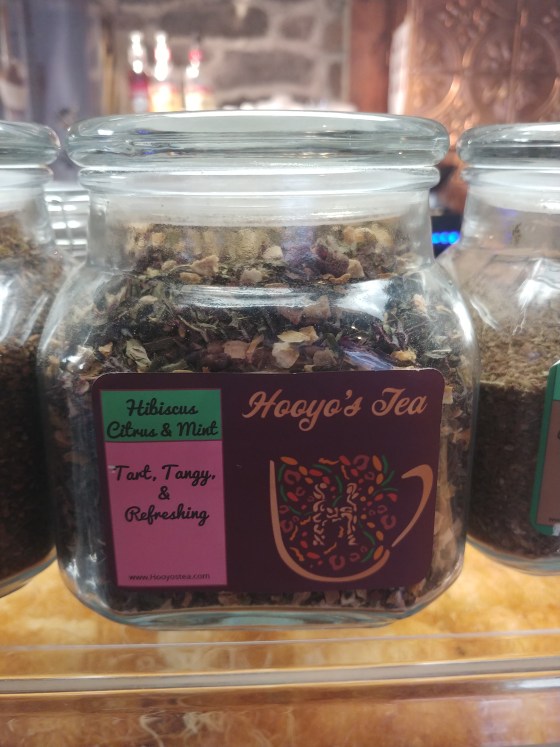 Hibiscus
Citrus & Mint
Tart, Tangy,
&
Refreshing
www.Hooyostea.com
Hooyo's Tea